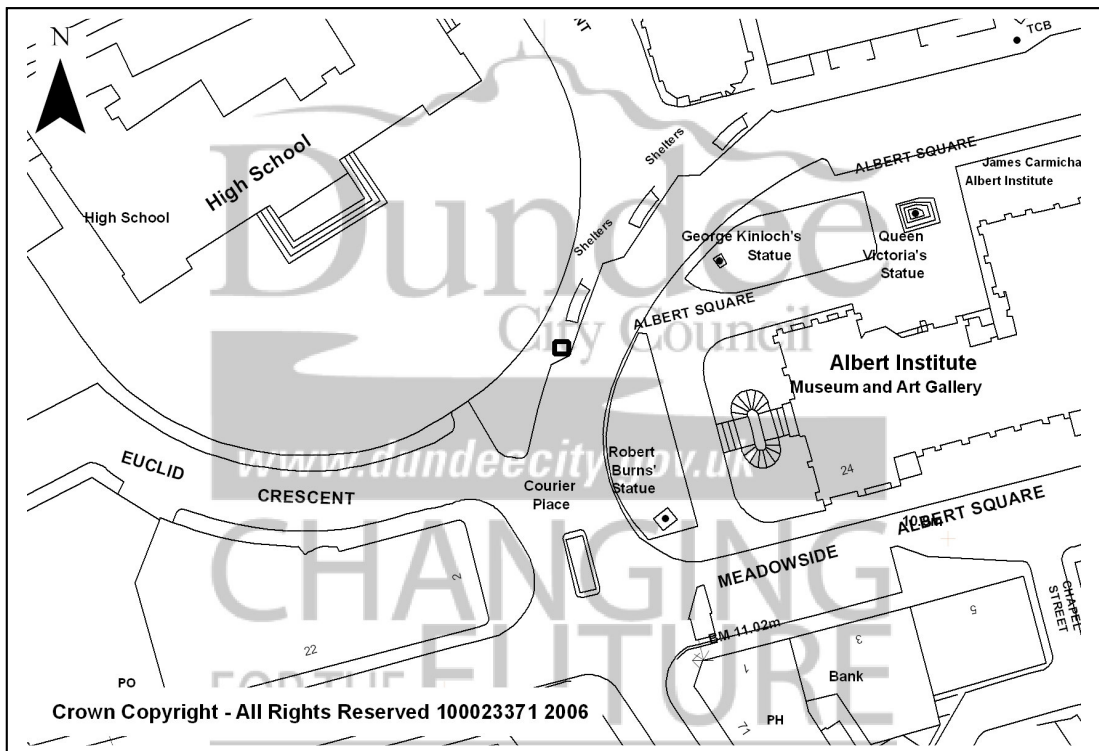 N
TCB
NT
High School
High School
Shelters
Shelters
ALBERT SQUARE
James Carmicha
Albert Institute
George Kinloch's
Statue
Queen
Victoria's
Statue
Dundee
City Council
ALBERT SQUARE
Albert Institute
Museum and Art Gallery
24
www.dundeecity.gov.uk
EUCLID
CRESCENT
Courier
Place
Robert
Burns'
Statue
ALBERT SQUARE
MEADOWSIDE
CHANGING
FOR THE FUTURE
CHAPEL
STREET
2
22
BM 11.02m
5
3
1
Bank
PO
PH
71
Crown Copyright - All Rights Reserved 100023371 2006